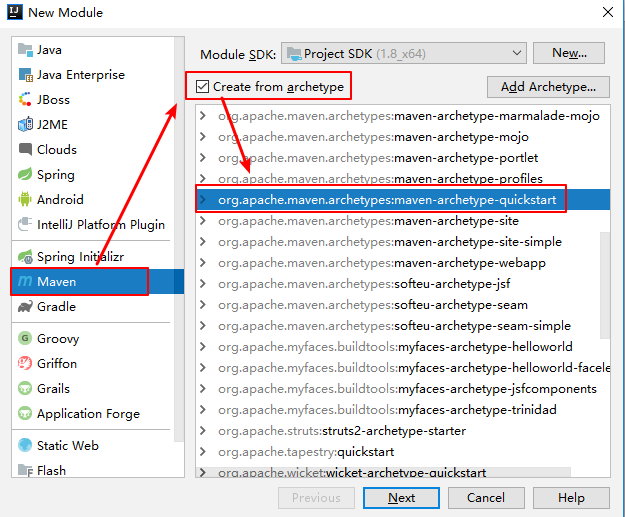 New Module
Java
Java Enterprise
JBoss
J2ME
Clouds
Spring
Android
IntelliJ Platform Plugin
Spring Initializr
Maven
Gradle
Groovy
Griffon
Grails
Application Forge
Static Web
Flash
Module SDK: Project SDK (1.8_x64) New...
Create from archetype Add Archetype...
org.apache.maven.archetypes:maven-archetype-marmalade-mojo
org.apache.maven.archetypes:maven-archetype-mojo
org.apache.maven.archetypes:maven-archetype-portlet
org.apache.maven.archetypes:maven-archetype-profiles
org.apache.maven.archetypes:maven-archetype-quickstart
org.apache.maven.archetypes:maven-archetype-site
org.apache.maven.archetypes:maven-archetype-site-simple
org.apache.maven.archetypes:maven-archetype-webapp
org.apache.maven.archetypes:softeu-archetype-jsf
org.apache.maven.archetypes:softeu-archetype-seam
org.apache.maven.archetypes:softeu-archetype-seam-simple
org.apache.myfaces.buildtools:myfaces-archetype-helloworld
org.apache.myfaces.buildtools:myfaces-archetype-helloworld-facele
org.apache.myfaces.buildtools:myfaces-archetype-jsfcomponents
org.apache.myfaces.buildtools:myfaces-archetype-trinidad
org.apache.struts:struts2-archetype-starter
org.apache.tapestry:quickstart
org.apache.wicket:wicket-archetype-quickstart
Previous Next Cancel Help